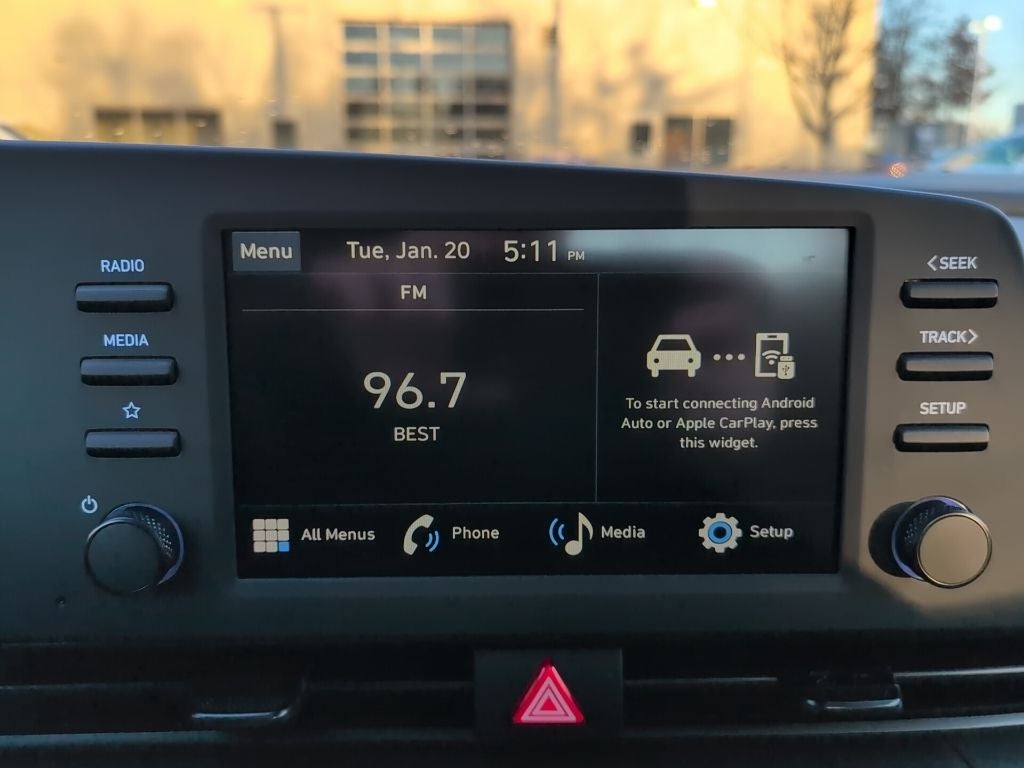 Menu
Tue, Jan. 20
5:11 PM
RADIO
MEDIA
<SEEK
TRACK>
SETUP
FM
96.7
BEST
To start connecting Android
Auto or Apple CarPlay, press
this widget.
All Menus
Phone
Media
Setup